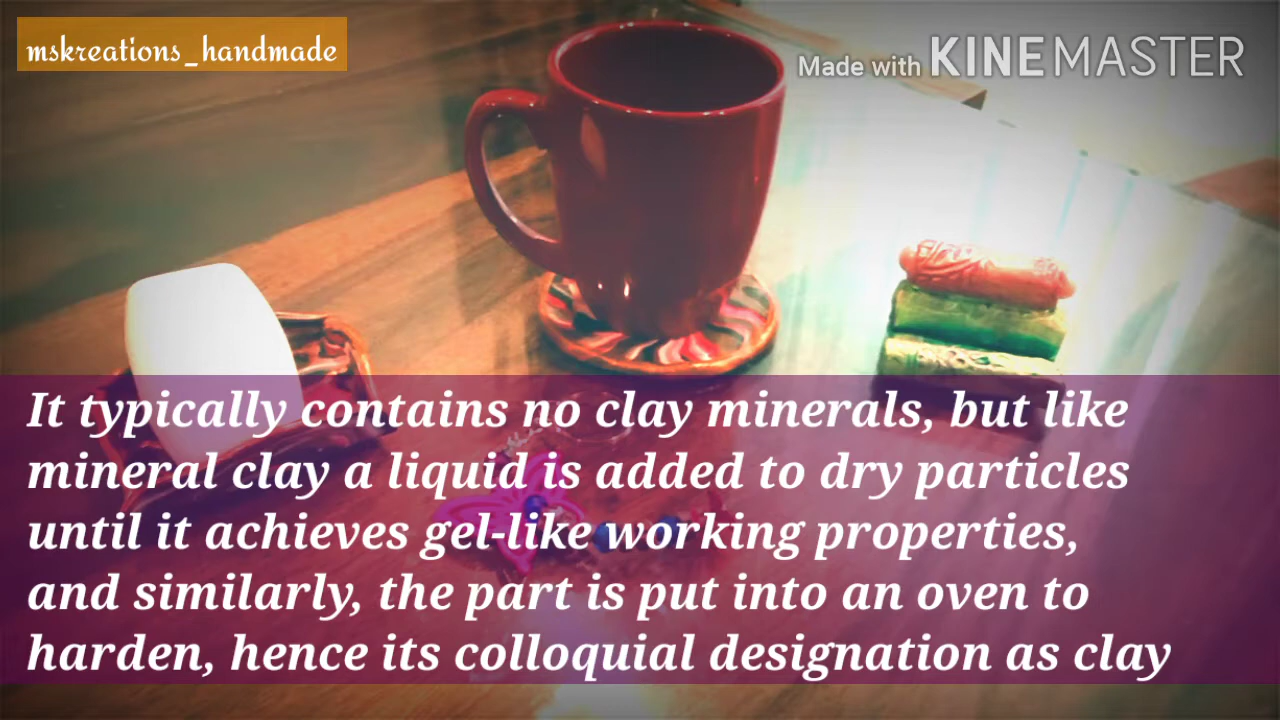 mskreations_handmade
Made with KINEMASTER
It typically contains no clay minerals, but like
mineral clay a liquid is added to dry particles
until it achieves gel-like working properties,
and similarly, the part is put into an oven to
harden, hence its colloquial designation as clay